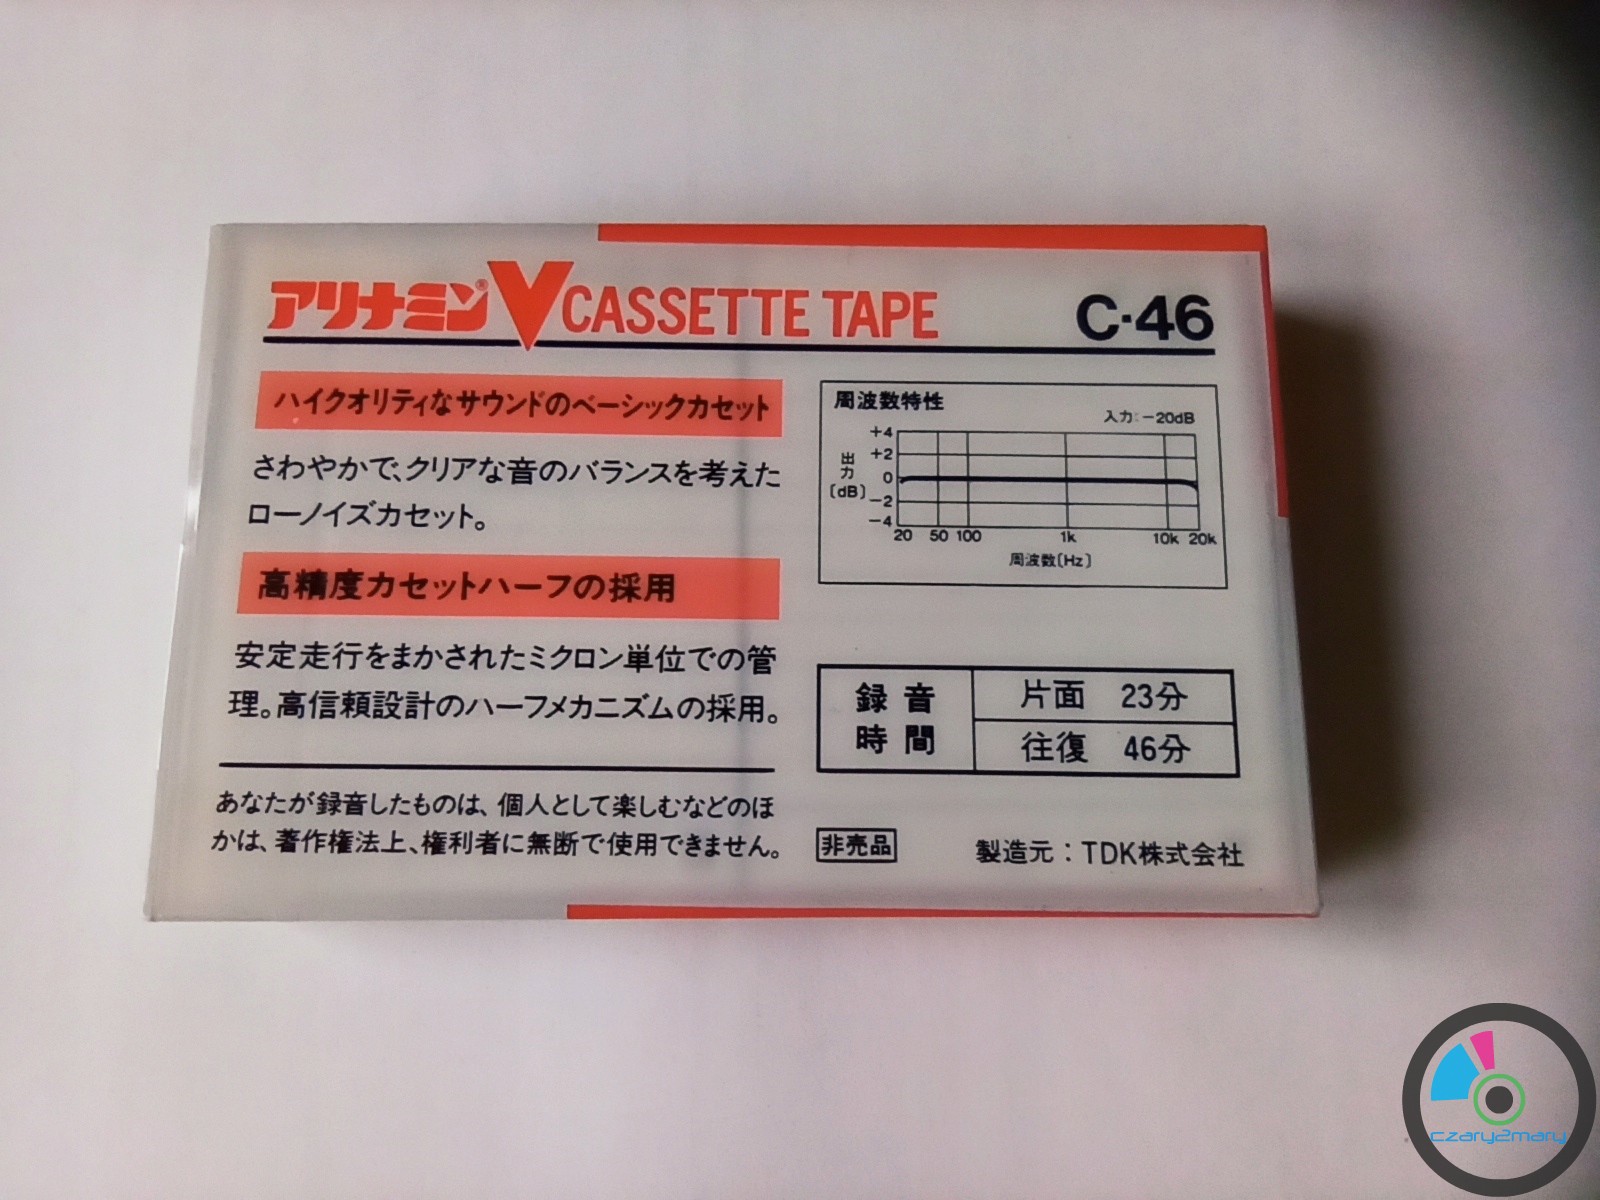 アリナミン® V CASSETTE TAPE C·46
ハイクオリティなサウンドのベーシックカセット
さわやかで、クリアな音のバランスを考えた
ローノイズカセット。
高精度カセットハーフの採用
安定走行をまかされたミクロン単位での管
理。高信頼設計のハーフメカニズムの採用。
あなたが録音したものは、個人として楽しむなどのほ
かは、著作権法上、権利者に無断で使用できません。
周波数特性
入力:-20dB
+4
+2
0
-2
-4
出力
[dB]
20 50 100 1k 10k 20k
周波数[Hz]
録音時間
片面 23分
往復 46分
非売品
製造元:TDK株式会社
czary2mary